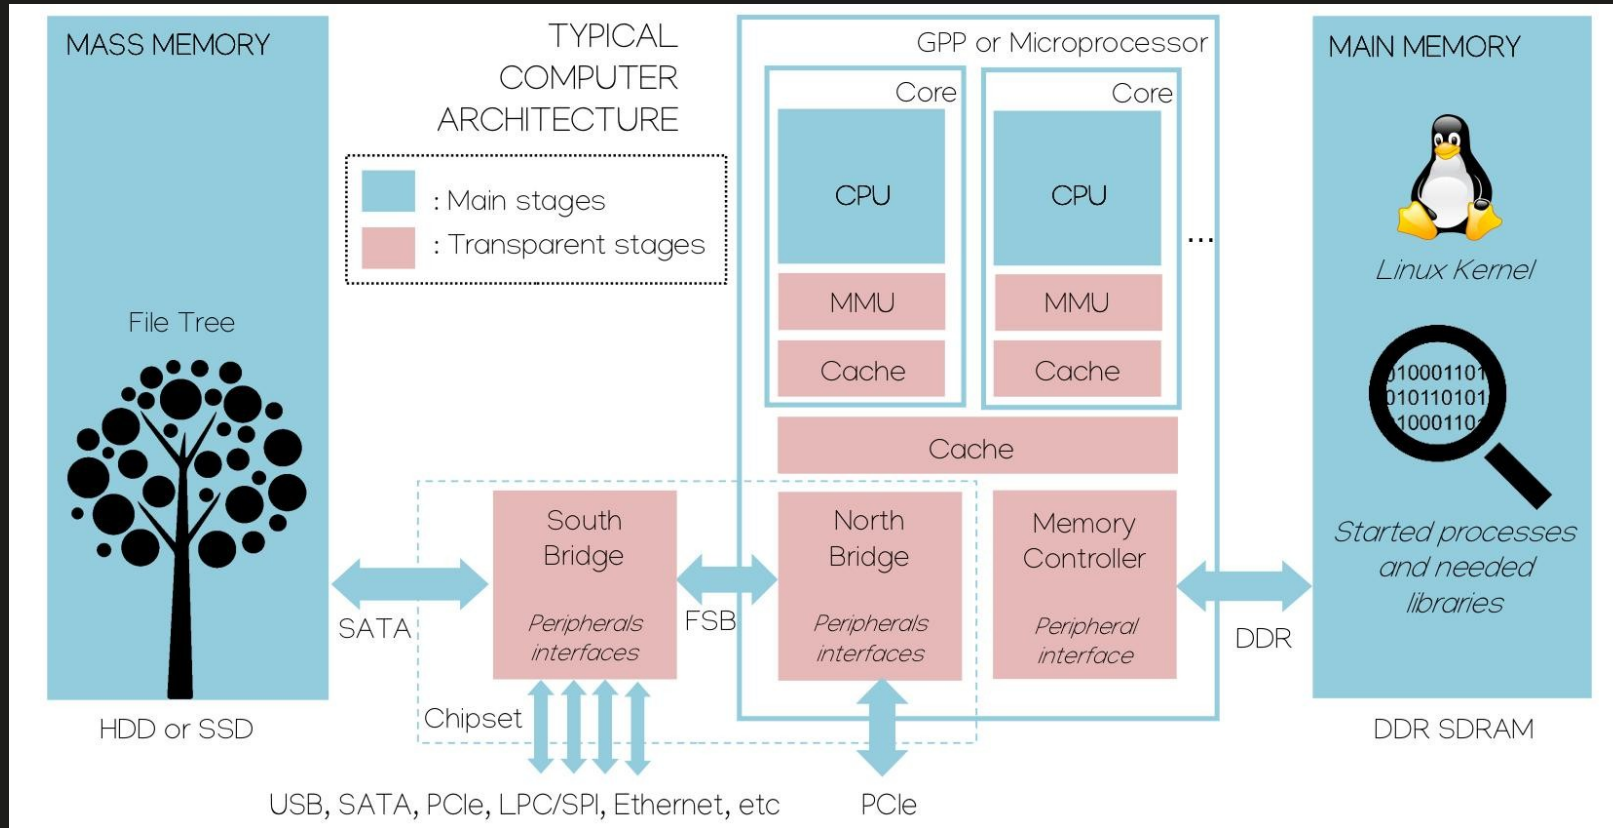 MASS MEMORY
File Tree
HDD or SSD
TYPICAL
COMPUTER
ARCHITECTURE
: Main stages
: Transparent stages
GPP or Microprocessor
Core
CPU
MMU
Cache
Core
CPU
MMU
Cache
...
Cache
South
Bridge
Peripherals
interfaces
North
Bridge
Peripherals
interfaces
Memory
Controller
Peripheral
interface
SATA
FSB
DDR
Chipset
USB, SATA, PCIe, LPC/SPI, Ethernet, etc
PCIe
MAIN MEMORY
Linux Kernel
010001101
010110101
1000110
Started processes
and needed
libraries
DDR SDRAM